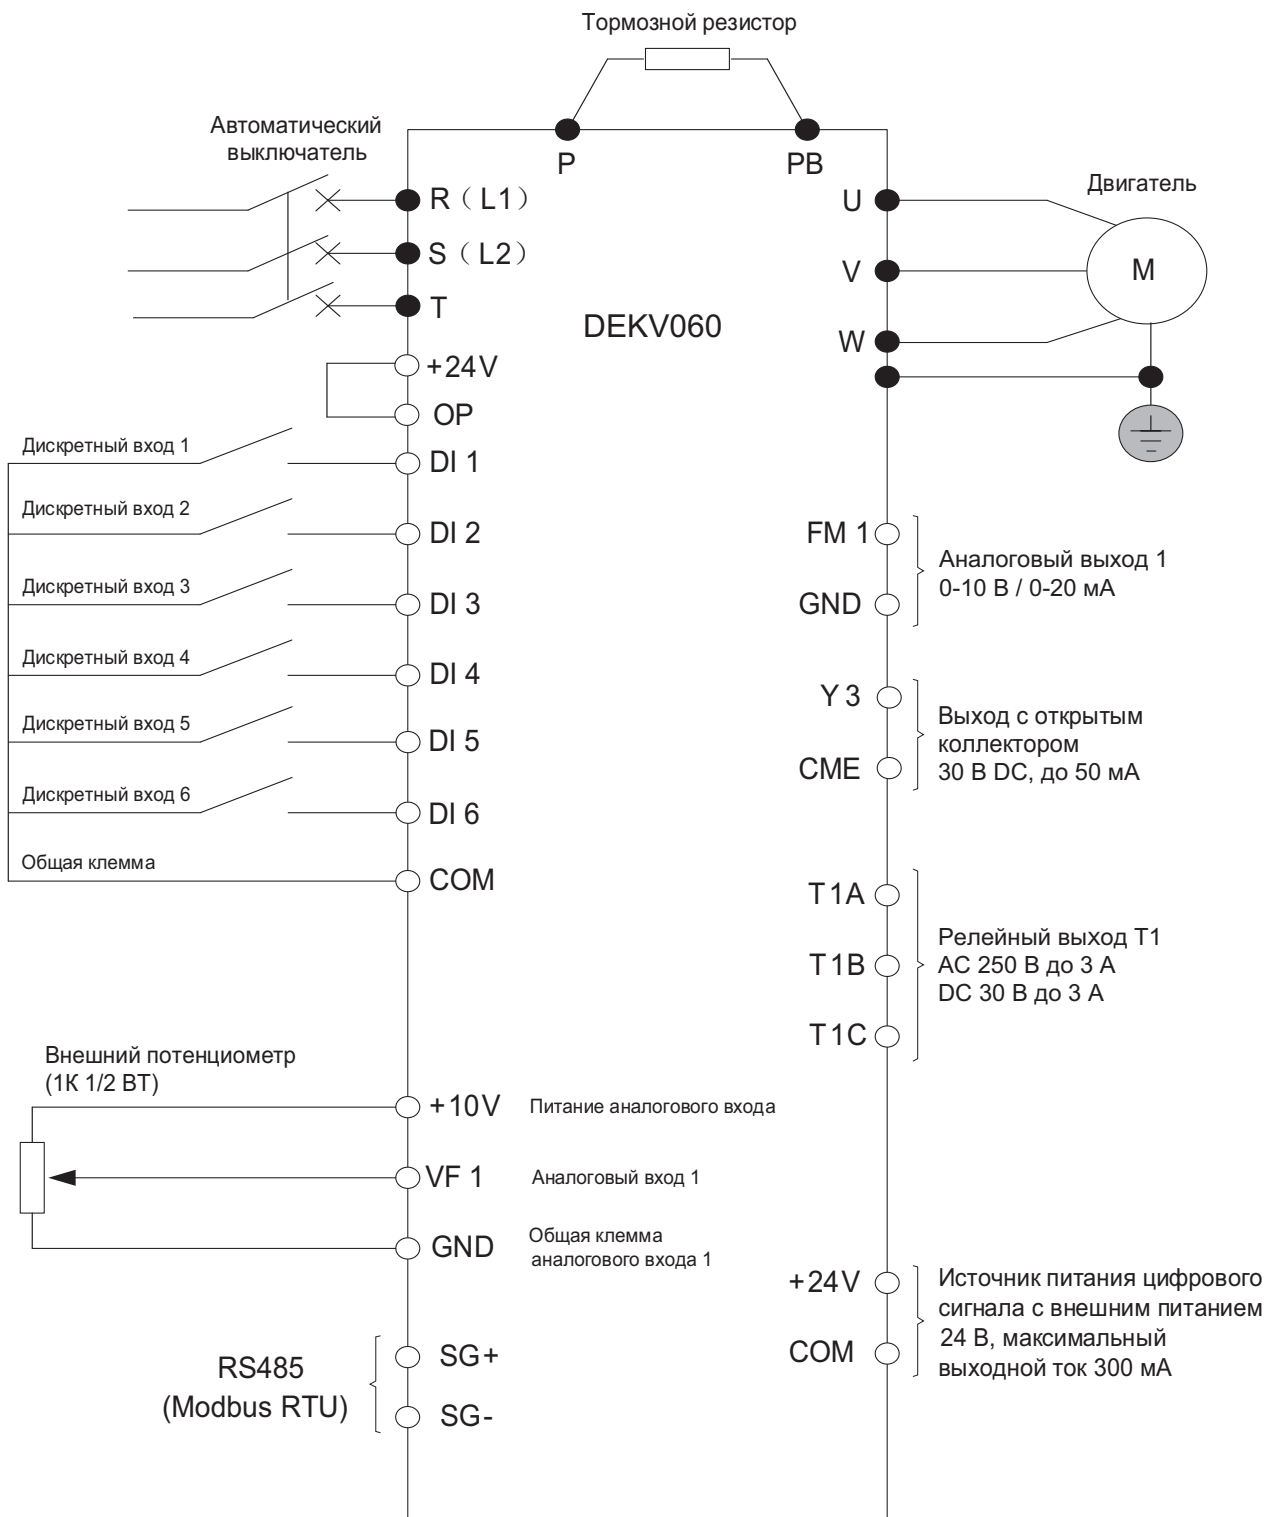 Тормозной резистор
Автоматический
выключатель
P
PB
R ( L1 )
S ( L2 )
T
U
V
W
Двигатель
M
DEKV060
+24V
OP
Дискретный вход 1
DI 1
Дискретный вход 2
DI 2
Дискретный вход 3
DI 3
Дискретный вход 4
DI 4
Дискретный вход 5
DI 5
Дискретный вход 6
DI 6
Общая клемма
COM
FM 1
GND
Аналоговый выход 1
0-10 В / 0-20 мА
Y 3
CME
Выход с открытым
коллектором
30 В DC, до 50 мА
T1A
T1B
T1C
Релейный выход Т1
AC 250 В до 3 А
DC 30 В до 3 А
Внешний потенциометр
(1К 1/2 ВТ)
+10V
Питание аналогового входа
VF 1
Аналоговый вход 1
GND
Общая клемма
аналогового входа 1
+24V
COM
Источник питания цифрового
сигнала с внешним питанием
24 В, максимальный
выходной ток 300 мА
RS485
(Modbus RTU)
SG+
SG-